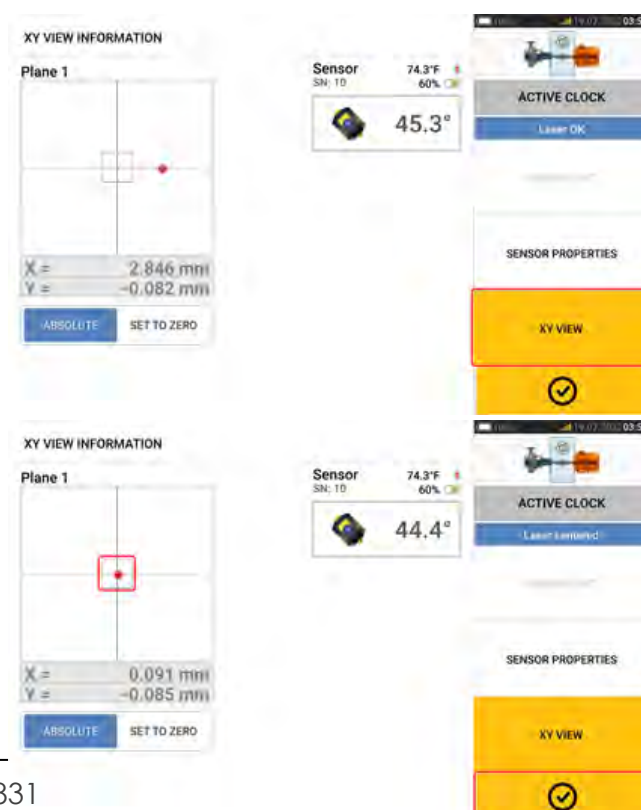 XY VIEW INFORMATION
Plane 1
X = 2.846 mm
Y = -0.082 mm
ABSOLUTE SET TO ZERO
Sensor 74.3°F
SN: 10 60%
45.3°
ACTIVE CLOCK
Laser OK
SENSOR PROPERTIES
XY VIEW
XY VIEW INFORMATION
Plane 1
X = 0.091 mm
Y = -0.085 mm
ABSOLUTE SET TO ZERO
Sensor 74.3°F
SN: 10 60%
44.4°
ACTIVE CLOCK
Laser centered
SENSOR PROPERTIES
XY VIEW
331